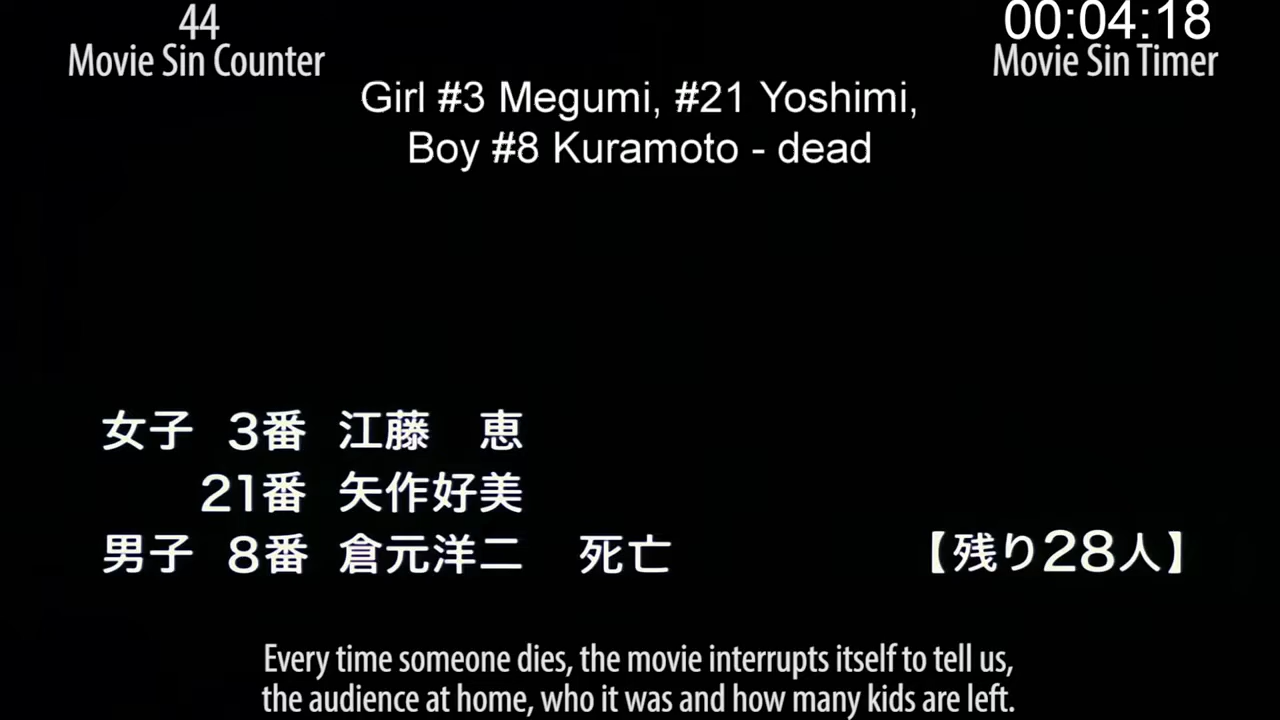 44
Movie Sin Counter
00:04:18
Movie Sin Timer
Girl #3 Megumi, #21 Yoshimi,
Boy #8 Kuramoto - dead
女子 3番 江藤 恵
21番 矢作好美
男子 8番 倉元洋二 死亡 【残り28人】
Every time someone dies, the movie interrupts itself to tell us,
the audience at home, who it was and how many kids are left.